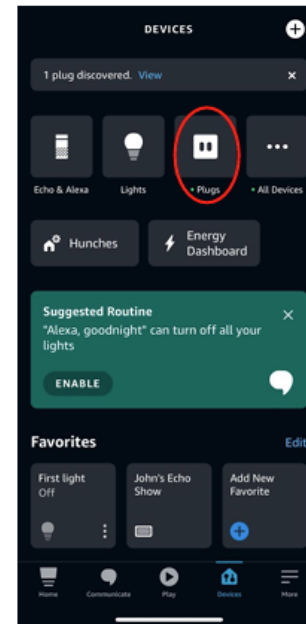 DEVICES
1 plug discovered. View
Echo & Alexa
Lights
Plugs
All Devices
Hunches
Energy
Dashboard
Suggested Routine
"Alexa, goodnight" can turn off all your
lights
ENABLE
Favorites
Edit
First light
Off
John's Echo
Show
Add New
Favorite
Home
Communicate
Play
Devices
More